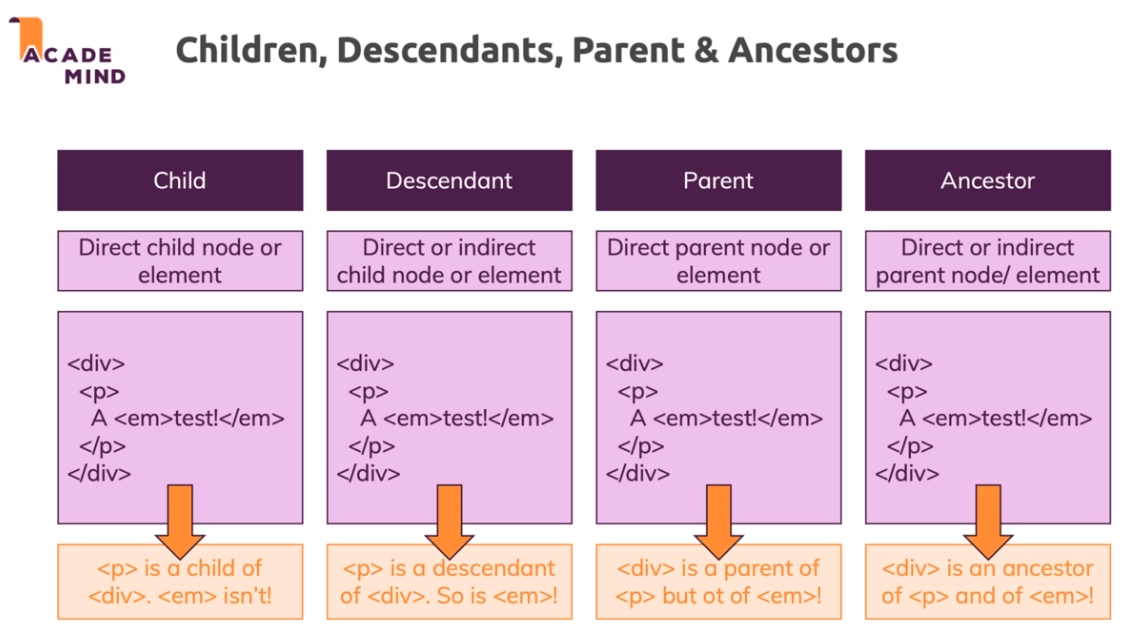 ACADE
MIND
Children, Descendants, Parent & Ancestors
Child
Direct child node or
element
<div>
<p>
A <em>test!</em>
</p>
</div>
<p> is a child of
<div>. <em> isn’t!
Descendant
Direct or indirect
child node or element
<div>
<p>
A <em>test!</em>
</p>
</div>
<p> is a descendant
of <div>. So is <em>!
Parent
Direct parent node or
element
<div>
<p>
A <em>test!</em>
</p>
</div>
<div> is a parent of
<p> but ot of <em>!
Ancestor
Direct or indirect
parent node/ element
<div>
<p>
A <em>test!</em>
</p>
</div>
<div> is an ancestor
of <p> and of <em>!